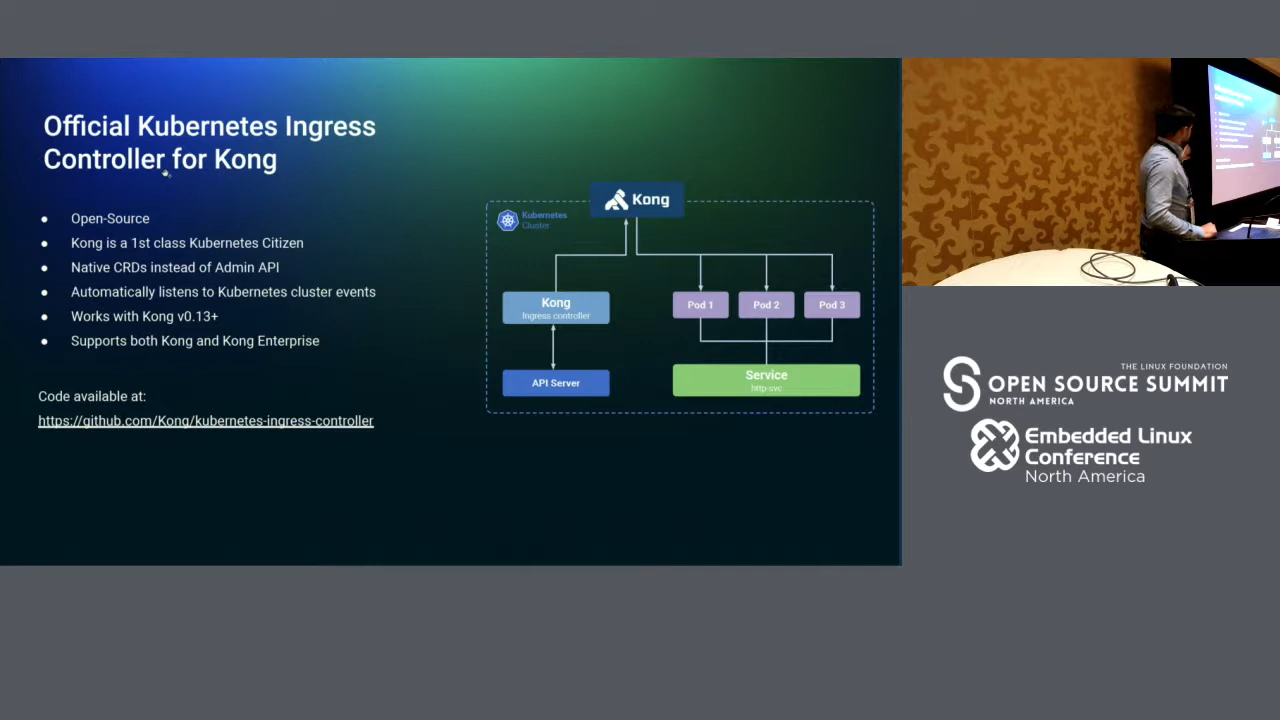 Official Kubernetes Ingress
Controller for Kong
● Open-Source
● Kong is a 1st class Kubernetes Citizen
● Native CRDs instead of Admin API
● Automatically listens to Kubernetes cluster events
● Works with Kong v0.13+
● Supports both Kong and Kong Enterprise
Code available at:
https://github.com/Kong/kubernetes-ingress-controller
Kong
Kubernetes
Cluster
Kong
Ingress controller
Pod 1
Pod 2
Pod 3
API Server
Service
http-svc
THE LINUX FOUNDATION
OPEN SOURCE SUMMIT
NORTH AMERICA
Embedded Linux
Conference
North America